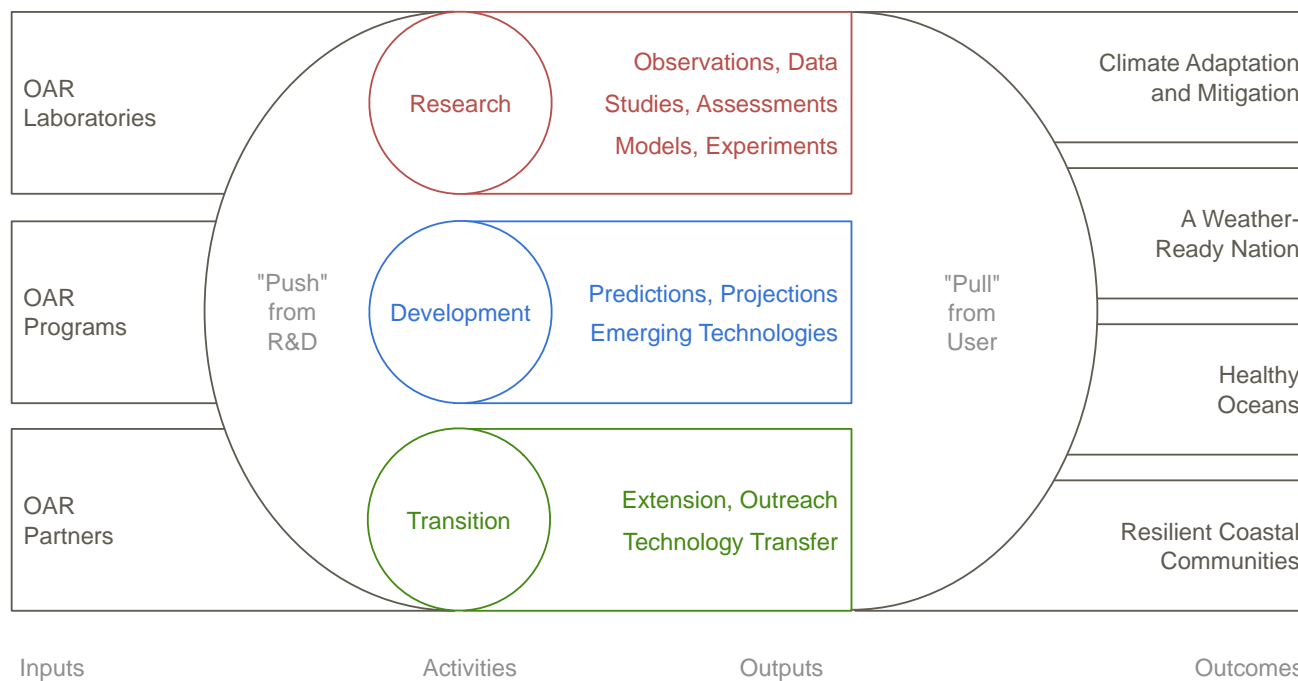 OAR
Laboratories
OAR
Programs
OAR
Partners
"Push"
from
R&D
Research
Observations, Data
Studies, Assessments
Models, Experiments
Development
Predictions, Projections
Emerging Technologies
Transition
Extension, Outreach
Technology Transfer
"Pull"
from
User
Climate Adaptation
and Mitigation
A Weather-
Ready Nation
Healthy
Oceans
Resilient Coastal
Communities
Inputs
Activities
Outputs
Outcomes